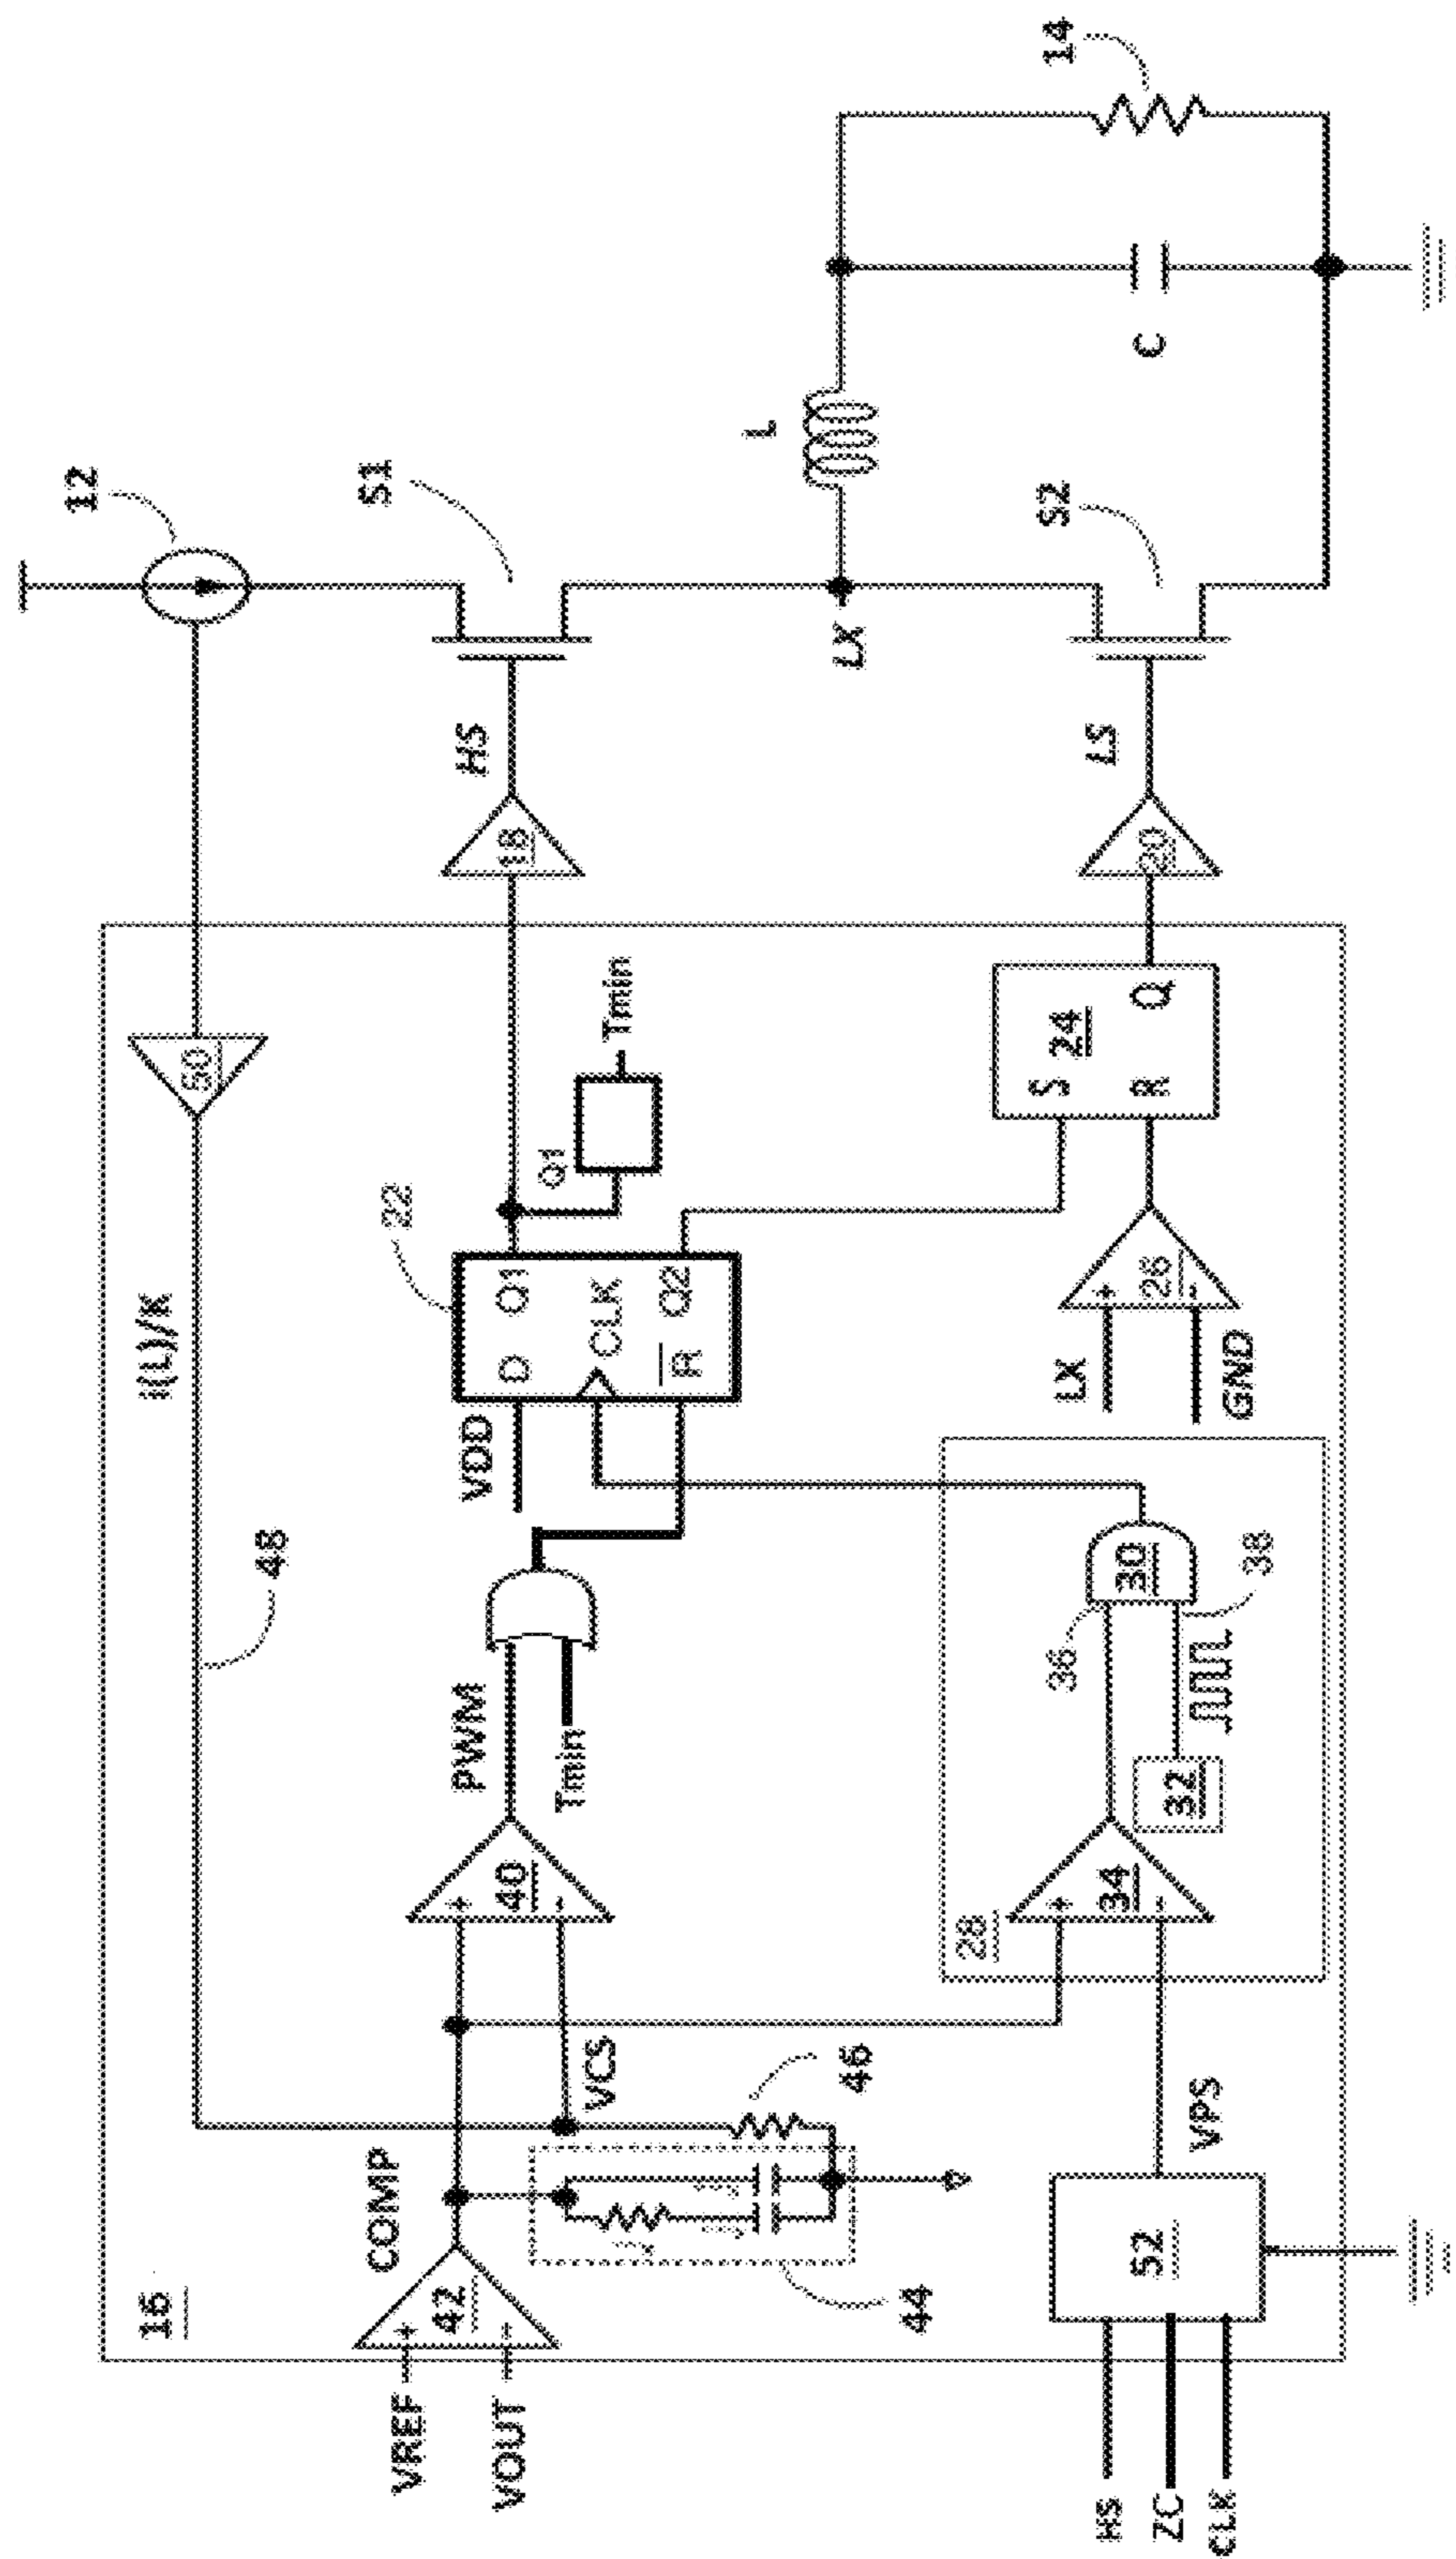 16
VREF
VOUT
+
-
42
COMP
44
46
VCS
48
I(L)/K
50
12
+
-
40
PWM
Tmin
VDD
22
D
Q1
CLK
R
Q2
Q1
Tmin
18
HS
S1
LX
L
C
14
HS
ZC
CLK
52
VPS
28
+
-
34
32
36
38
30
LX
GND
+
-
26
S
R
24
Q
20
LS
S2